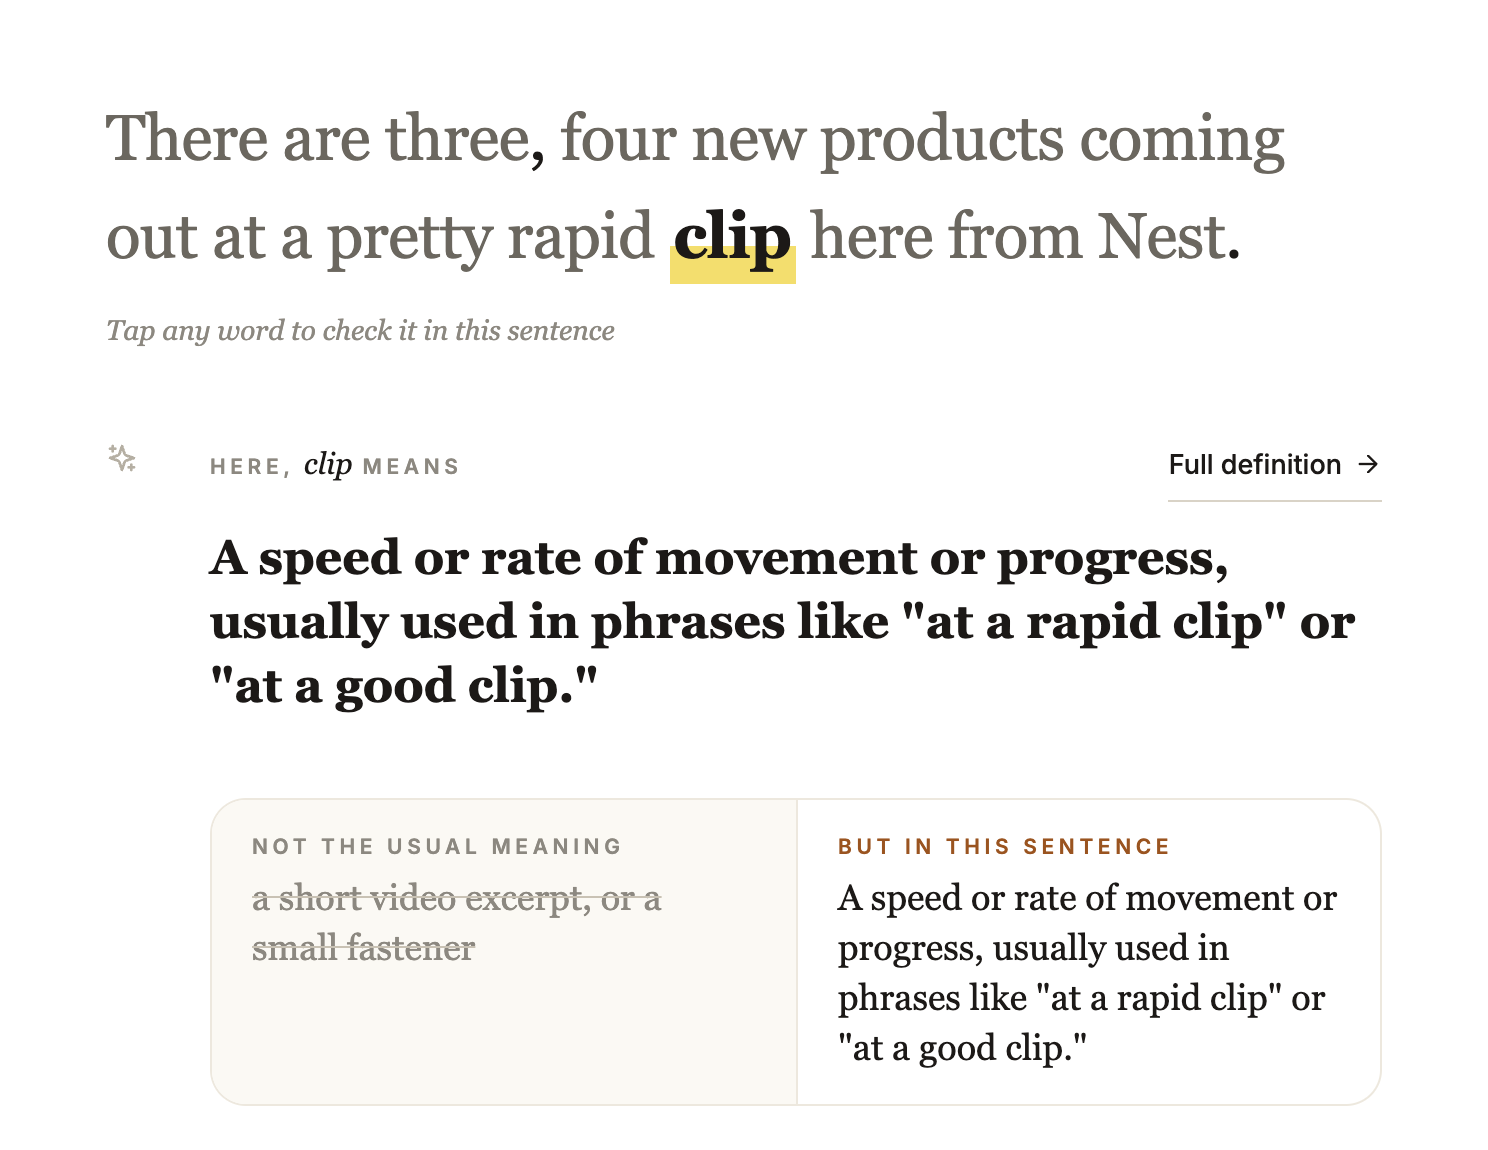 There are three, four new products coming
out at a pretty rapid clip here from Nest.
Tap any word to check it in this sentence
HERE, clip MEANS
Full definition →
A speed or rate of movement or progress,
usually used in phrases like "at a rapid clip" or
"at a good clip."
NOT THE USUAL MEANING
a short video excerpt, or a
small fastener
BUT IN THIS SENTENCE
A speed or rate of movement or
progress, usually used in
phrases like "at a rapid clip" or
"at a good clip."